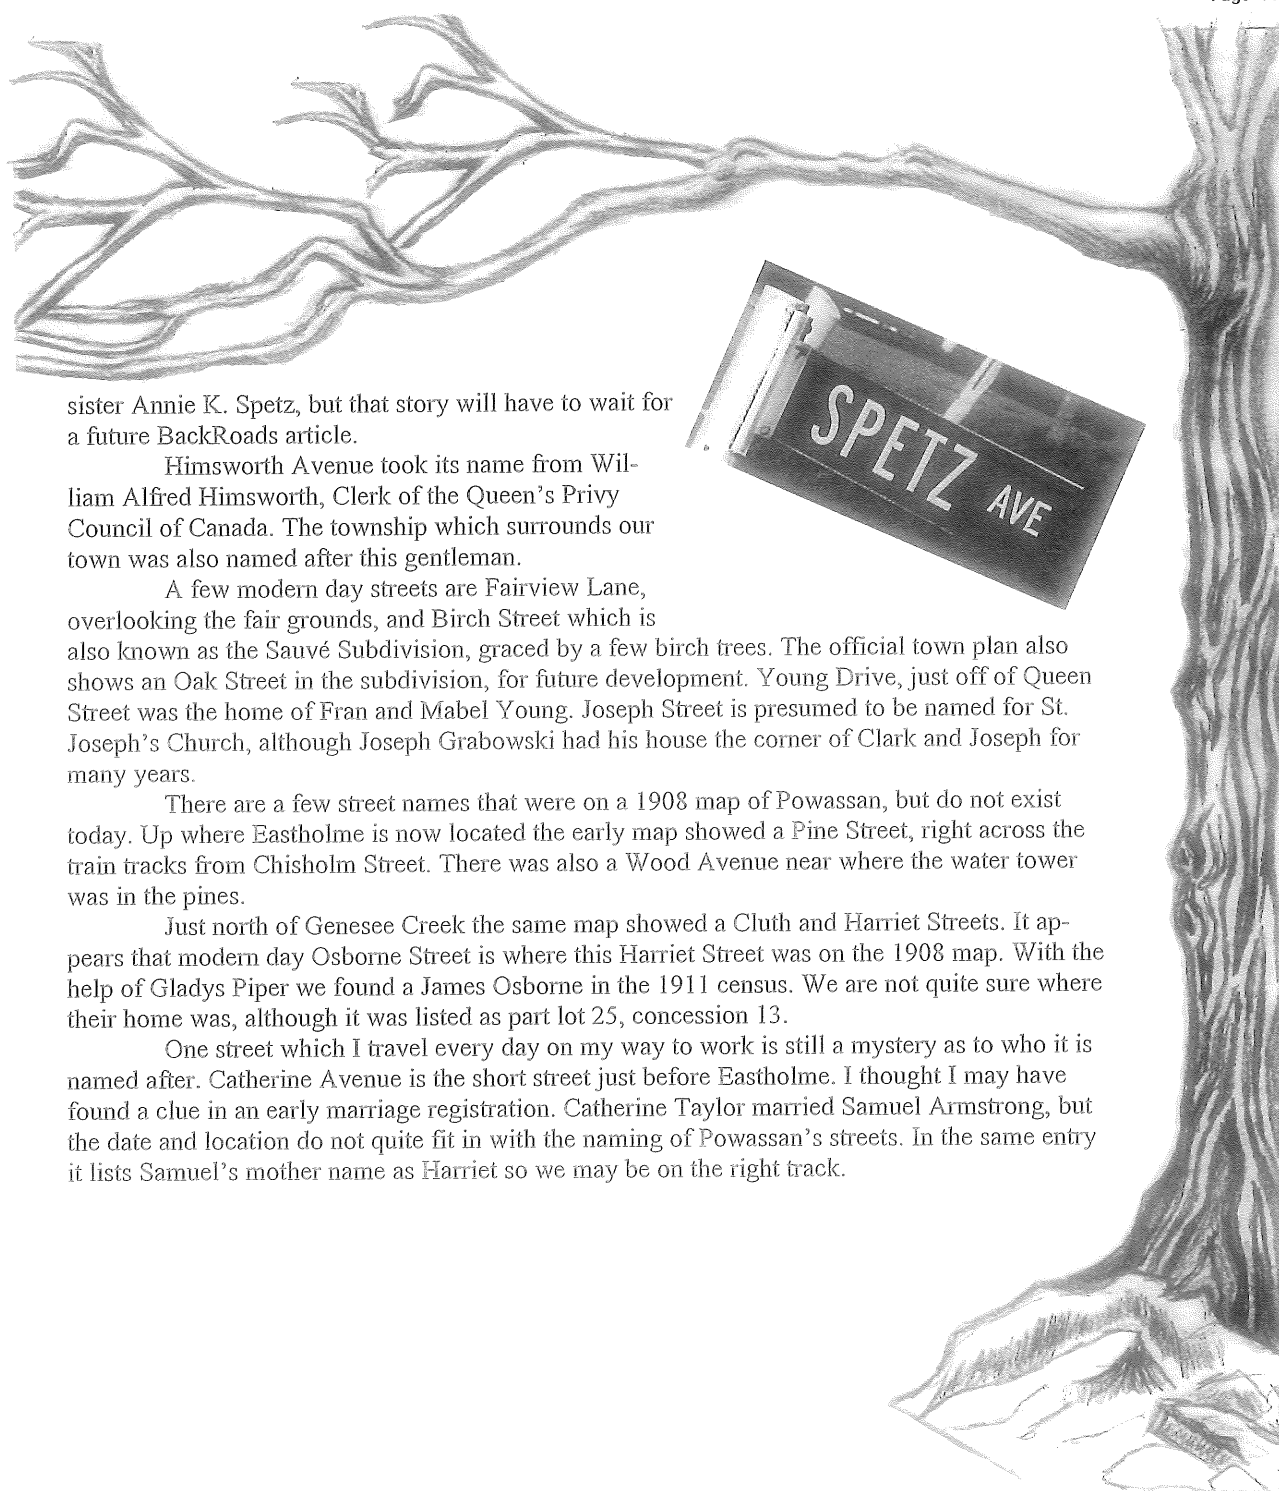 sister Annie K. Spetz, but that story will have to wait for
a future BackRoads article.
SPETZ AVE
Himsworth Avenue took its name from Wil-
liam Alfred Himsworth, Clerk of the Queen's Privy
Council of Canada. The township which surrounds our
town was also named after this gentleman.
A few modern day streets are Fairview Lane,
overlooking the fair grounds, and Birch Street which is
also known as the Sauvé Subdivision, graced by a few birch trees. The official town plan also
shows an Oak Street in the subdivision, for future development. Young Drive, just off of Queen
Street was the home of Fran and Mabel Young. Joseph Street is presumed to be named for St.
Joseph's Church, although Joseph Grabowski had his house the corner of Clark and Joseph for
many years.
There are a few street names that were on a 1908 map of Powassan, but do not exist
today. Up where Eastholme is now located the early map showed a Pine Street, right across the
train tracks from Chisholm Street. There was also a Wood Avenue near where the water tower
was in the pines.
Just north of Genesee Creek the same map showed a Cluth and Harriet Streets. It ap-
pears that modern day Osborne Street is where this Harriet Street was on the 1908 map. With the
help of Gladys Piper we found a James Osborne in the 1911 census. We are not quite sure where
their home was, although it was listed as part lot 25, concession 13.
One street which I travel every day on my way to work is still a mystery as to who it is
named after. Catherine Avenue is the short street just before Eastholme. I thought I may have
found a clue in an early marriage registration. Catherine Taylor married Samuel Armstrong, but
the date and location do not quite fit in with the naming of Powassan's streets. In the same entry
it lists Samuel's mother name as Harriet so we may be on the right track.